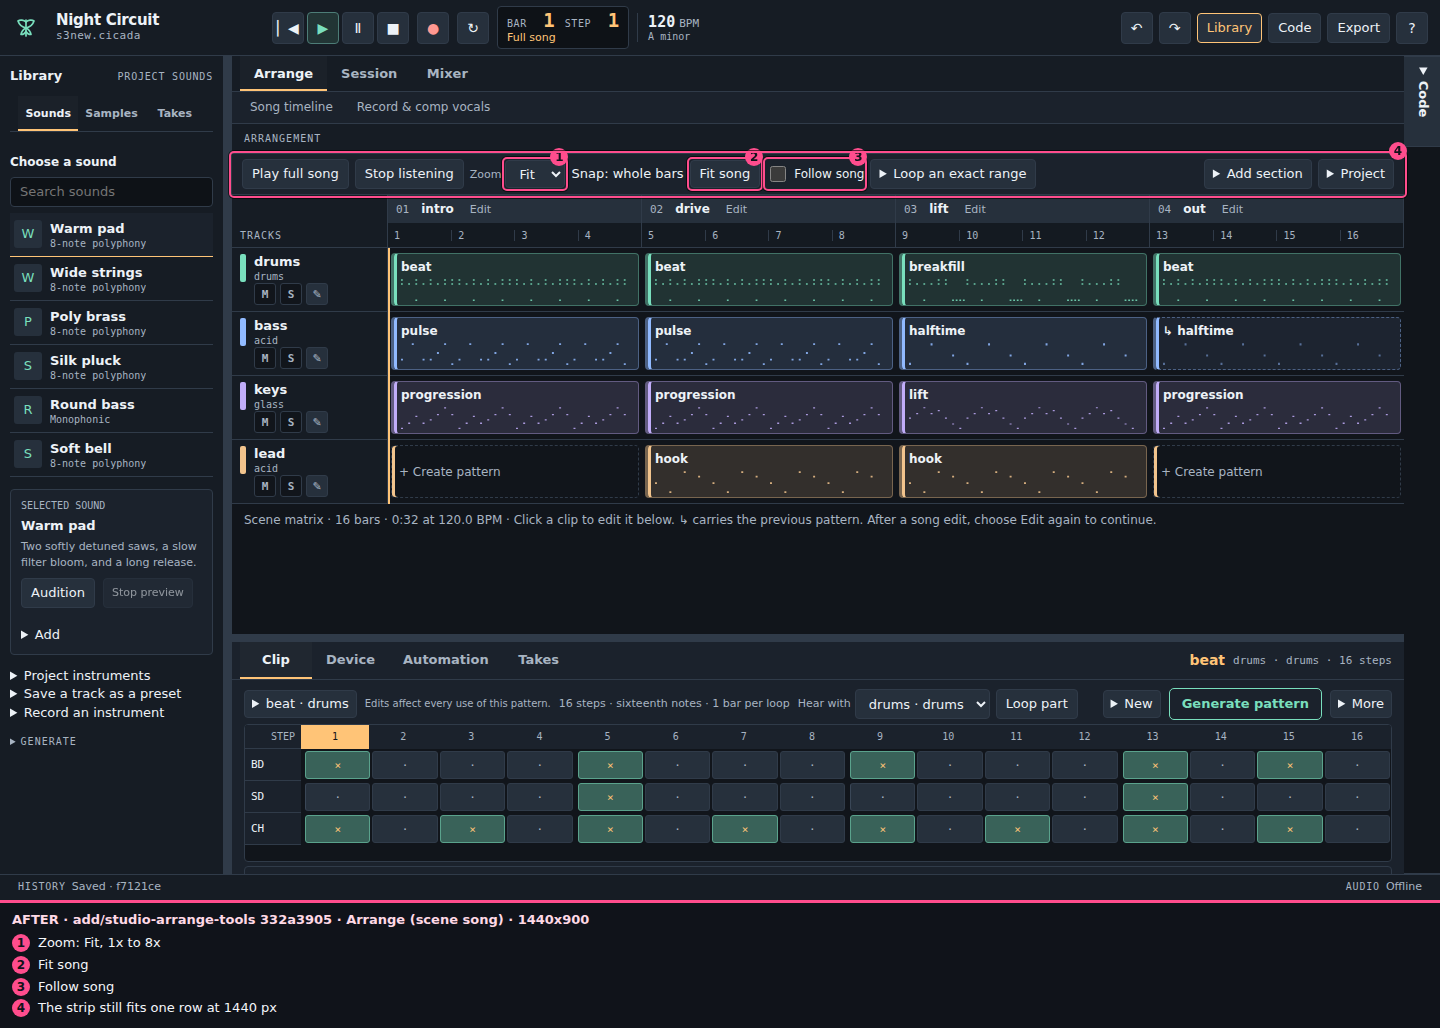 Night Circuit
s3new.cicada
BAR 1 STEP 1
Full song
120 BPM
A minor
Library Code Export ?
Library PROJECT SOUNDS
Sounds Samples Takes
Choose a sound
Search sounds
W Warm pad
8-note polyphony
W Wide strings
8-note polyphony
P Poly brass
8-note polyphony
S Silk pluck
8-note polyphony
R Round bass
Monophonic
S Soft bell
8-note polyphony
SELECTED SOUND
Warm pad
Two softly detuned saws, a slow
filter bloom, and a long release.
Audition Stop preview
Add
Project instruments
Save a track as a preset
Record an instrument
GENERATE
Arrange Session Mixer
Song timeline Record & comp vocals
ARRANGEMENT
1 2 3 4
Play full song Stop listening Zoom Fit Snap: whole bars Fit song Follow song Loop an exact range Add section Project
01 intro Edit 02 drive Edit 03 lift Edit 04 out Edit
TRACKS 1 2 3 4 5 6 7 8 9 10 11 12 13 14 15 16
drums
drums
M S
beat beat breakfill beat
bass
acid
M S
pulse pulse halftime ↳ halftime
keys
glass
M S
progression progression lift progression
lead
acid
M S
+ Create pattern hook hook + Create pattern
Scene matrix · 16 bars · 0:32 at 120.0 BPM · Click a clip to edit it below. ↳ carries the previous pattern. After a song edit, choose Edit again to continue.
Code
Clip Device Automation Takes beat drums · drums · 16 steps
beat · drums Edits affect every use of this pattern. 16 steps · sixteenth notes · 1 bar per loop Hear with drums · drums Loop part New Generate pattern More
STEP 1 2 3 4 5 6 7 8 9 10 11 12 13 14 15 16
BD × · · · × · · · × · · · × · × ·
SD · · · · × · · · · · · · × · · ·
CH × · × · × · × · × · × · × · × ·
HISTORY Saved · f7121ce AUDIO Offline
AFTER · add/studio-arrange-tools 332a3905 · Arrange (scene song) · 1440x900
1 Zoom: Fit, 1x to 8x
2 Fit song
3 Follow song
4 The strip still fits one row at 1440 px